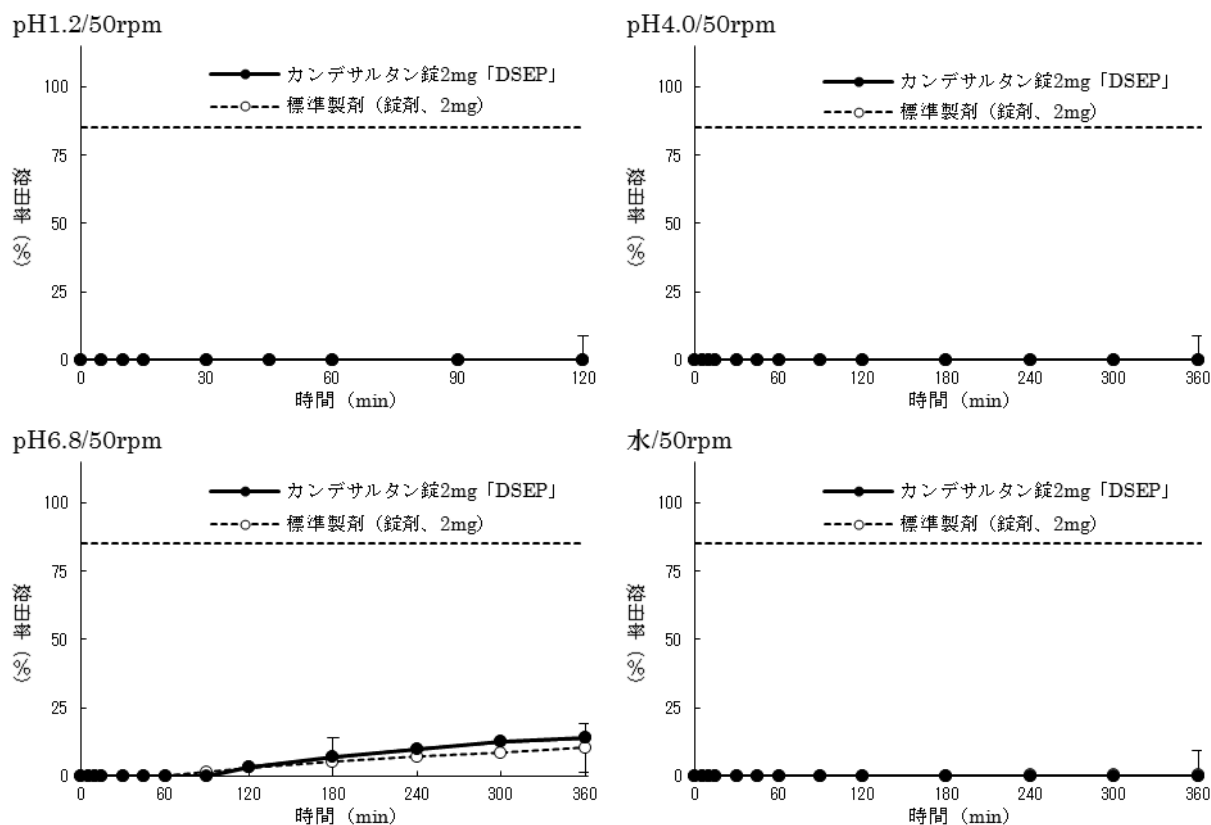 pH1.2/50rpm
カンデサルタン錠2mg「DSEP」
標準製剤（錠剤、2mg）
100
75
50
25
0
溶出率（%）
0 30 60 90 120
時間（min）
pH4.0/50rpm
カンデサルタン錠2mg「DSEP」
標準製剤（錠剤、2mg）
100
75
50
25
0
溶出率（%）
0 60 120 180 240 300 360
時間（min）
pH6.8/50rpm
カンデサルタン錠2mg「DSEP」
標準製剤（錠剤、2mg）
100
75
50
25
0
溶出率（%）
0 60 120 180 240 300 360
時間（min）
水/50rpm
カンデサルタン錠2mg「DSEP」
標準製剤（錠剤、2mg）
100
75
50
25
0
溶出率（%）
0 60 120 180 240 300 360
時間（min）